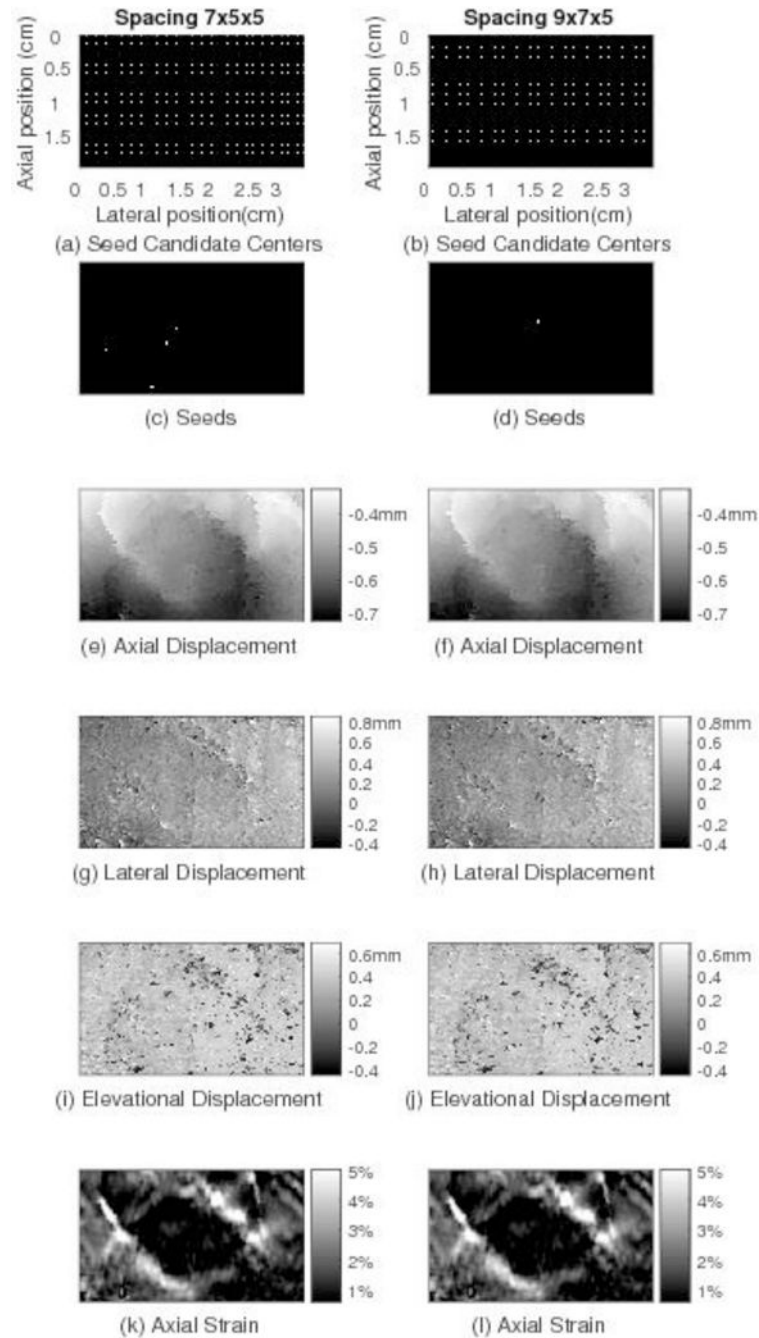 Spacing 7x5x5 Spacing 9x7x5
Axial position (cm) 0 0.5 1 1.5 Axial position (cm) 0 0.5 1 1.5
0 0.5 1 1.5 2 2.5 3 0 0.5 1 1.5 2 2.5 3
Lateral position(cm) Lateral position(cm)
(a) Seed Candidate Centers (b) Seed Candidate Centers
(c) Seeds (d) Seeds
-0.4mm -0.4mm
-0.5 -0.5
-0.6 -0.6
-0.7 -0.7
(e) Axial Displacement (f) Axial Displacement
0.8mm 0.8mm
0.6 0.6
0.4 0.4
0.2 0.2
0 0
-0.2 -0.2
-0.4 -0.4
(g) Lateral Displacement (h) Lateral Displacement
0.6mm 0.6mm
0.4 0.4
0.2 0.2
0 0
-0.2 -0.2
-0.4 -0.4
(i) Elevational Displacement (j) Elevational Displacement
5% 5%
4% 4%
3% 3%
2% 2%
1% 1%
(k) Axial Strain (l) Axial Strain